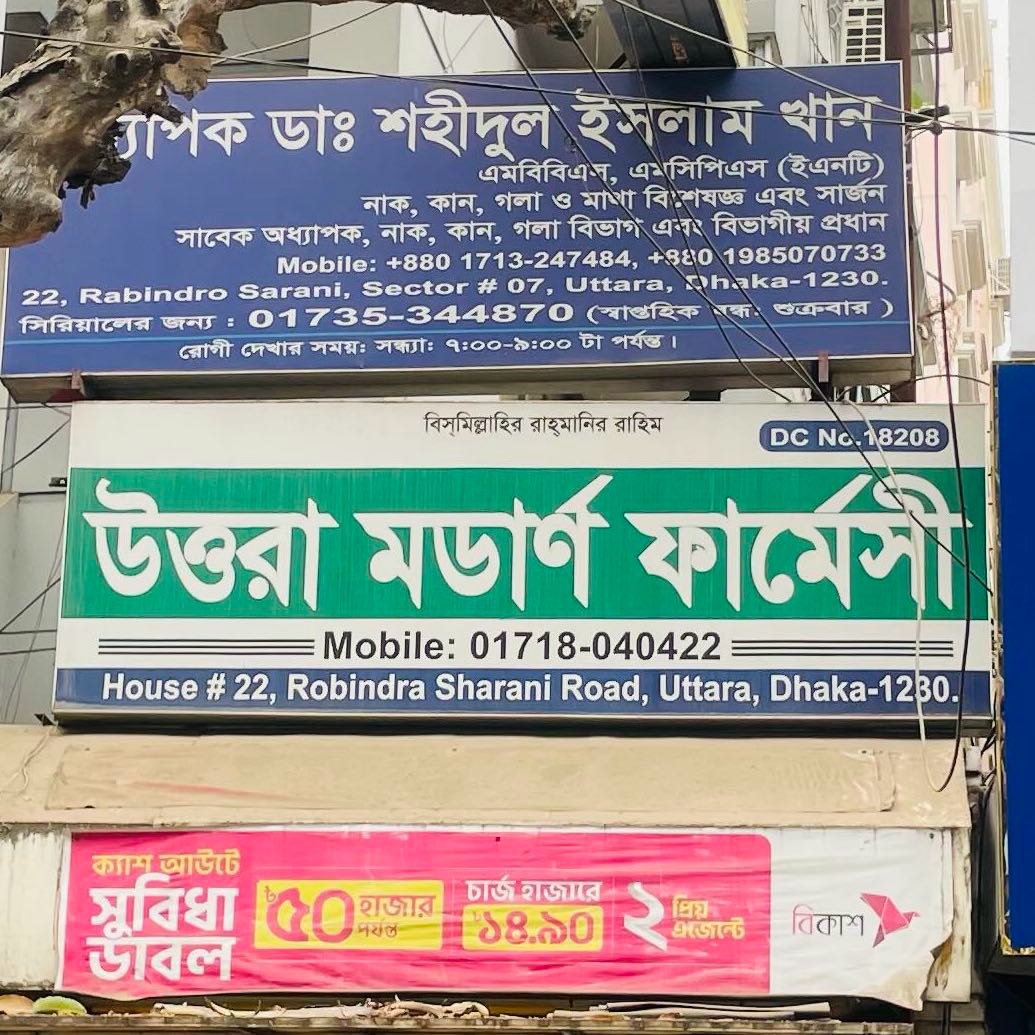 ডাঃ শহীদুল ইসলাম খান
এমবিবিএস, এমসিপিএস (ইএনটি)
নাক, কান, গলা ও মাথা বিশেষজ্ঞ এবং সার্জন
সাবেক অধ্যাপক, নাক, কান, গলা বিভাগ এবং বিভাগীয় প্রধান
Mobile: +880 1713-247484, +880 1985070733
22, Rabindro Sarani, Sector # 07, Uttara, Dhaka-1230.
সিরিয়ালের জন্য : 01735-344870 (সাপ্তাহিক বন্ধ: শুক্রবার )
রোগী দেখার সময়: সন্ধ্যা: ৭:০০-৯:০০ টা পর্যন্ত।
বিস্‌মিল্লাহির রাহ্‌মানির রাহিম
DC No.18208
উত্তরা মডার্ণ ফার্মেসী
Mobile: 01718-040422
House # 22, Robindra Sharani Road, Uttara, Dhaka-1230.
ক্যাশ আউটে
সুবিধা
ডাবল
৳৫০ হাজার পর্যন্ত
চার্জ হাজারে
৳১৪.৯০
২ প্রিয় এজেন্টে
বিকাশ